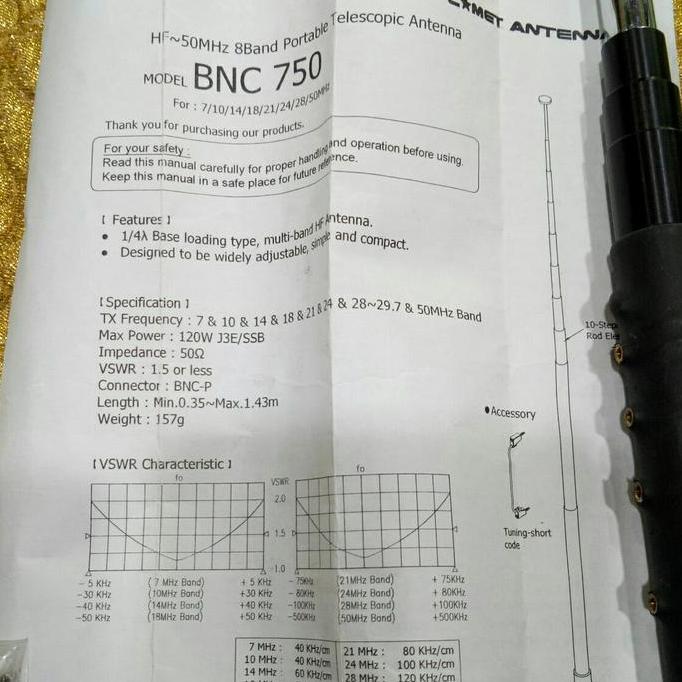 COMET ANTENNA
HF~50MHz 8Band Portable Telescopic Antenna
MODEL BNC 750
For : 7/10/14/18/21/24/28/50MHz
Thank you for purchasing our products.
For your safety :
Read this manual carefully for proper handling and operation before using.
Keep this manual in a safe place for future reference.
[ Features ]
• 1/4λ Base loading type, multi-band HF Antenna.
• Designed to be widely adjustable, simple and compact.
[ Specification ]
TX Frequency : 7 & 10 & 14 & 18 & 21 & 24 & 28~29.7 & 50MHz Band
Max Power : 120W J3E/SSB
Impedance : 50Ω
VSWR : 1.5 or less
Connector : BNC-P
Length : Min.0.35~Max.1.43m
Weight : 157g
10-Step
Rod Ele
• Accessory
Tuning-short
code
[ VSWR Characteristic ]
fo
VSWR
fo
2.0
1.5
1.0
- 5 KHz ( 7 MHz Band) + 5 KHz - 75KHz (21MHz Band) + 75KHz
-30 KHz (10MHz Band) +30 KHz - 80KHz (24MHz Band) + 80KHz
-40 KHz (14MHz Band) +40 KHz -100KHz (28MHz Band) +100KHz
-50 KHz (18MHz Band) +50 KHz -500KHz (50MHz Band) +500KHz
7 MHz : 40 KHz/cm 21 MHz : 80 KHz/cm
10 MHz : 40 KHz/cm 24 MHz : 100 KHz/cm
14 MHz : 60 KHz/cm 28 MHz : 120 KHz/cm